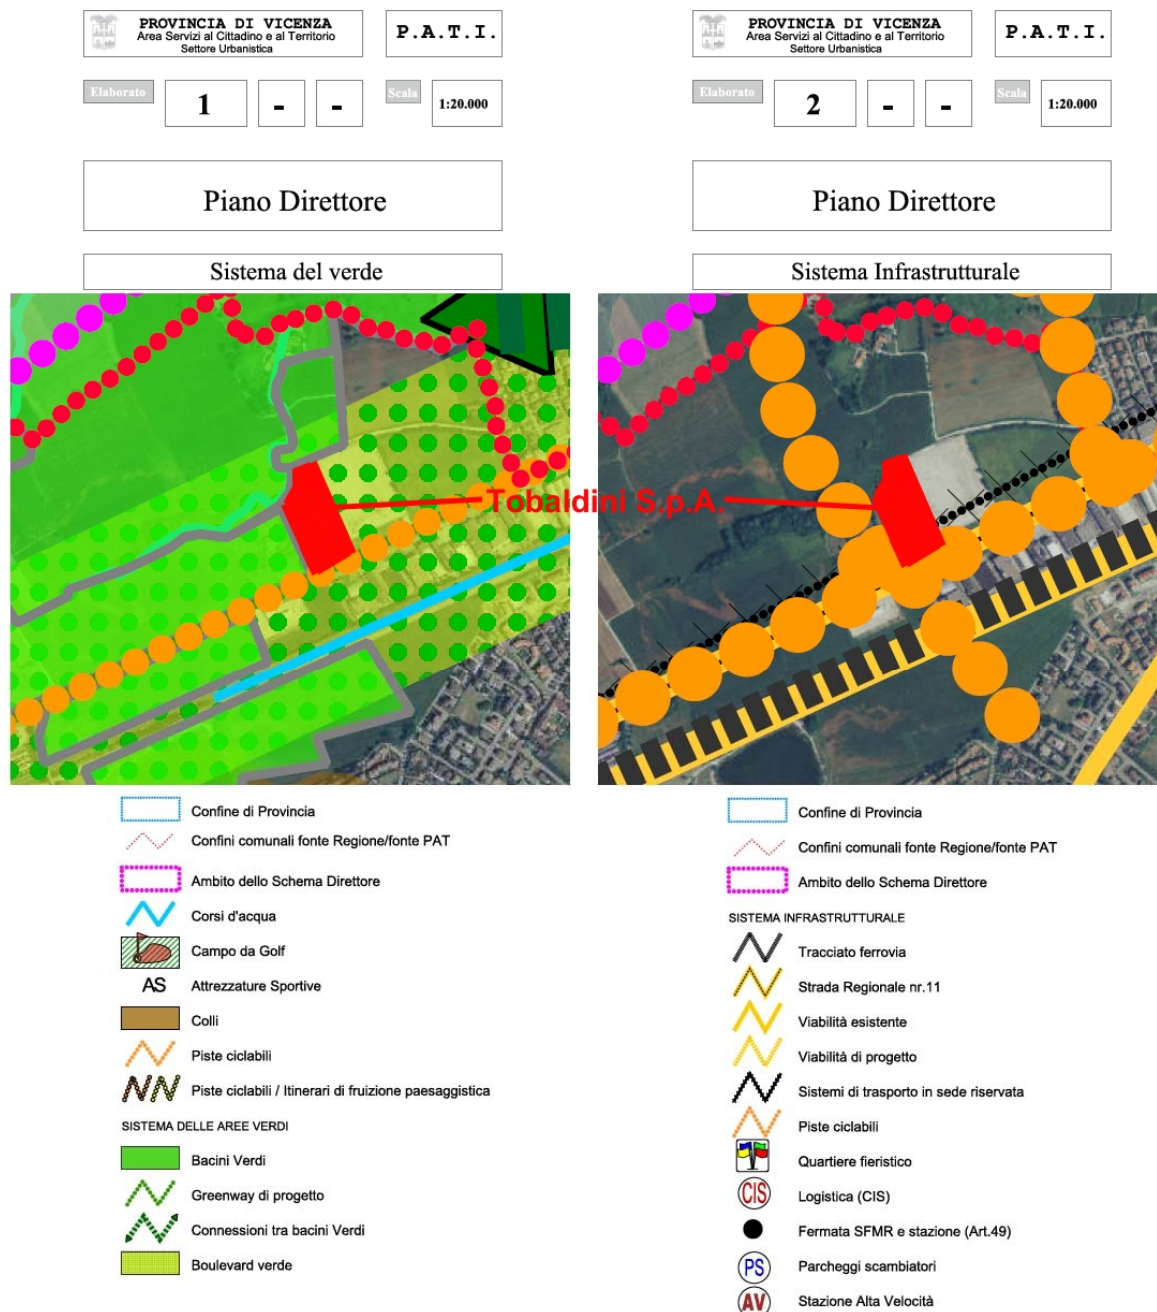 PROVINCIA DI VICENZA
Area Servizi al Cittadino e al Territorio
Settore Urbanistica
P.A.T.I.
Elaborato
1
-
-
Scala
1:20.000
Piano Direttore
Sistema del verde
PROVINCIA DI VICENZA
Area Servizi al Cittadino e al Territorio
Settore Urbanistica
P.A.T.I.
Elaborato
2
-
-
Scala
1:20.000
Piano Direttore
Sistema Infrastrutturale
Tobaldini S.p.A.
Confine di Provincia
Confini comunali fonte Regione/fonte PAT
Ambito dello Schema Direttore
Corsi d'acqua
Campo da Golf
AS Attrezzature Sportive
Colli
Piste ciclabili
Piste ciclabili / Itinerari di fruizione paesaggistica
SISTEMA DELLE AREE VERDI
Bacini Verdi
Greenway di progetto
Connessioni tra bacini Verdi
Boulevard verde
Confine di Provincia
Confini comunali fonte Regione/fonte PAT
Ambito dello Schema Direttore
SISTEMA INFRASTRUTTURALE
Tracciato ferrovia
Strada Regionale nr.11
Viabilità esistente
Viabilità di progetto
Sistemi di trasporto in sede riservata
Piste ciclabili
Quartiere fieristico
CIS Logistica (CIS)
Fermata SFMR e stazione (Art.49)
PS Parcheggi scambiatori
AV Stazione Alta Velocità